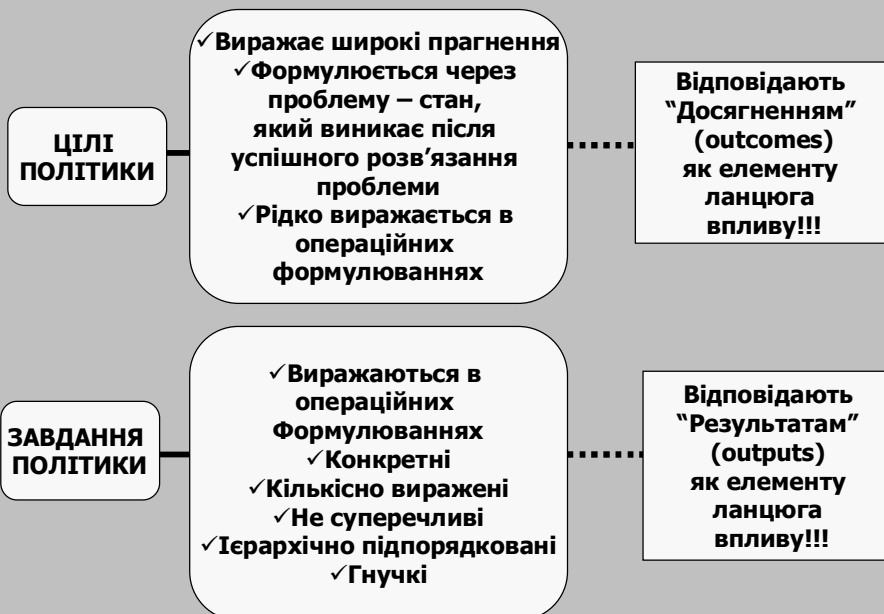 ЦІЛІ
ПОЛІТИКИ
✓Виражає широкі прагнення
✓Формулюється через
проблему – стан,
який виникає після
успішного розв’язання
проблеми
✓Рідко виражається в
операційних
формулюваннях
Відповідають
“Досягненням”
(outcomes)
як елементу
ланцюга
впливу!!!
ЗАВДАННЯ
ПОЛІТИКИ
✓Виражаються в
операційних
Формулюваннях
✓Конкретні
✓Кількісно виражені
✓Не суперечливі
✓Ієрархічно підпорядковані
✓Гнучкі
Відповідають
“Результатам”
(outputs)
як елементу
ланцюга
впливу!!!